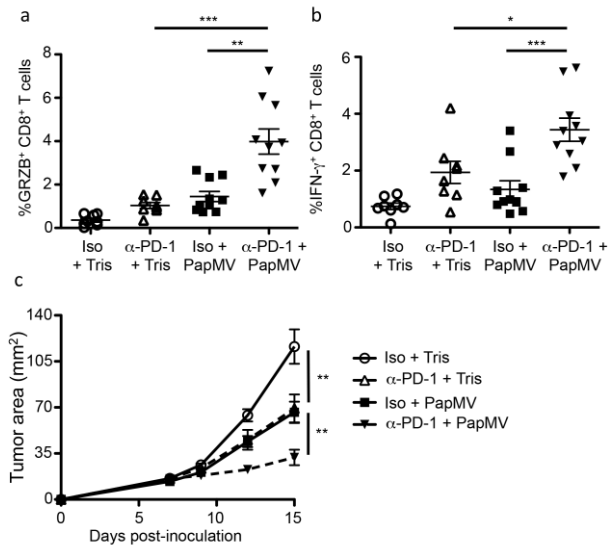 a
***
**
%GRZB⁺ CD8⁺ T cells
8
6
4
2
0
Iso + Tris
α-PD-1 + Tris
Iso + PapMV
α-PD-1 + PapMV
b
*
***
%IFN-γ⁺ CD8⁺ T cells
6
4
2
0
Iso + Tris
α-PD-1 + Tris
Iso + PapMV
α-PD-1 + PapMV
c
Tumor area (mm²)
140
105
70
35
0
0
5
10
15
Days post-inoculation
**
**
Iso + Tris
α-PD-1 + Tris
Iso + PapMV
α-PD-1 + PapMV